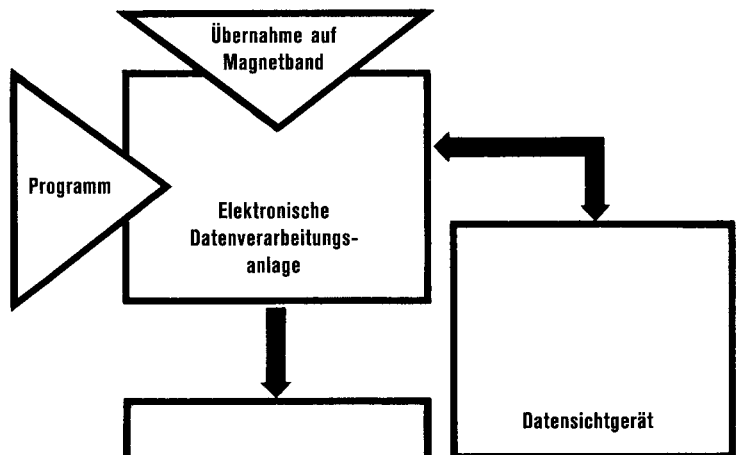 Übernahme auf
Magnetband
Programm
Elektronische
Datenverarbeitungs-
anlage
Datensichtgerät